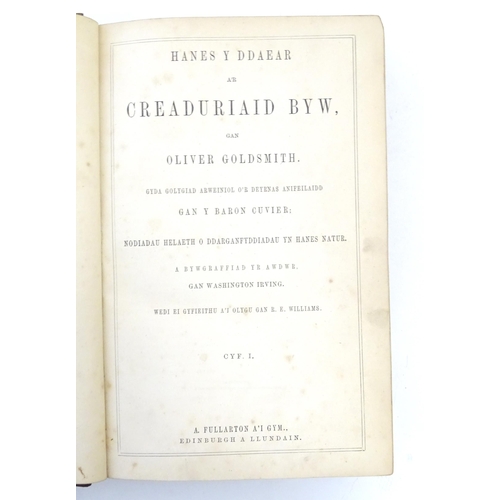 HANES Y DDAEAR
A'R
CREADURIAID BYW,
GAN
OLIVER GOLDSMITH.
GYDA GOLYGIAD ARWEINIOL O'R DEYRNAS ANIFEILAIDD
GAN Y BARON CUVIER;
NODIADAU HELAETH O DDARGANFYDDIADAU YN HANES NATUR,
A BYWGRAFFIAD YR AWDWR,
GAN WASHINGTON IRVING.
WEDI EI GYFIEITHU A'I OLYGU GAN R. E. WILLIAMS.
CYF. I.
A. FULLARTON A'I GYM.,
EDINBURGH A LLUNDAIN.